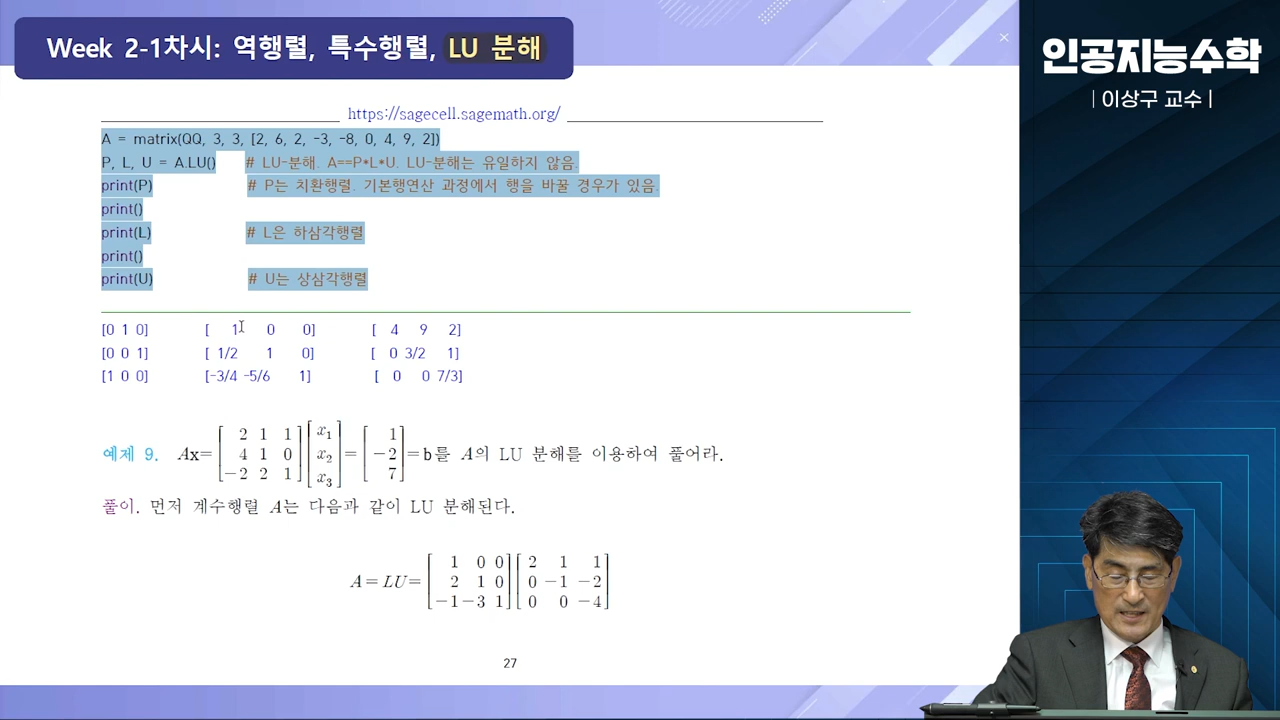 Week 2-1차시: 역행렬, 특수행렬, LU 분해
인공지능수학
| 이상구 교수 |
https://sagecell.sagemath.org/
A = matrix(QQ, 3, 3, [2, 6, 2, -3, -8, 0, 4, 9, 2])
P, L, U = A.LU() # LU-분해. A==P*L*U. LU-분해는 유일하지 않음.
print(P) # P는 치환행렬. 기본행연산 과정에서 행을 바꿀 경우가 있음.
print()
print(L) # L은 하삼각행렬
print()
print(U) # U는 상삼각행렬
[0 1 0] [ 1 0 0] [ 4 9 2]
[0 0 1] [ 1/2 1 0] [ 0 3/2 1]
[1 0 0] [-3/4 -5/6 1] [ 0 0 7/3]
예제 9. Ax= [2 1 1; 4 1 0; −2 2 1] [x₁; x₂; x₃] = [1; −2; 7] =b를 A의 LU 분해를 이용하여 풀어라.
풀이. 먼저 계수행렬 A는 다음과 같이 LU 분해된다.
A = LU = [1 0 0; 2 1 0; −1 −3 1] [2 1 1; 0 −1 −2; 0 0 −4]
27